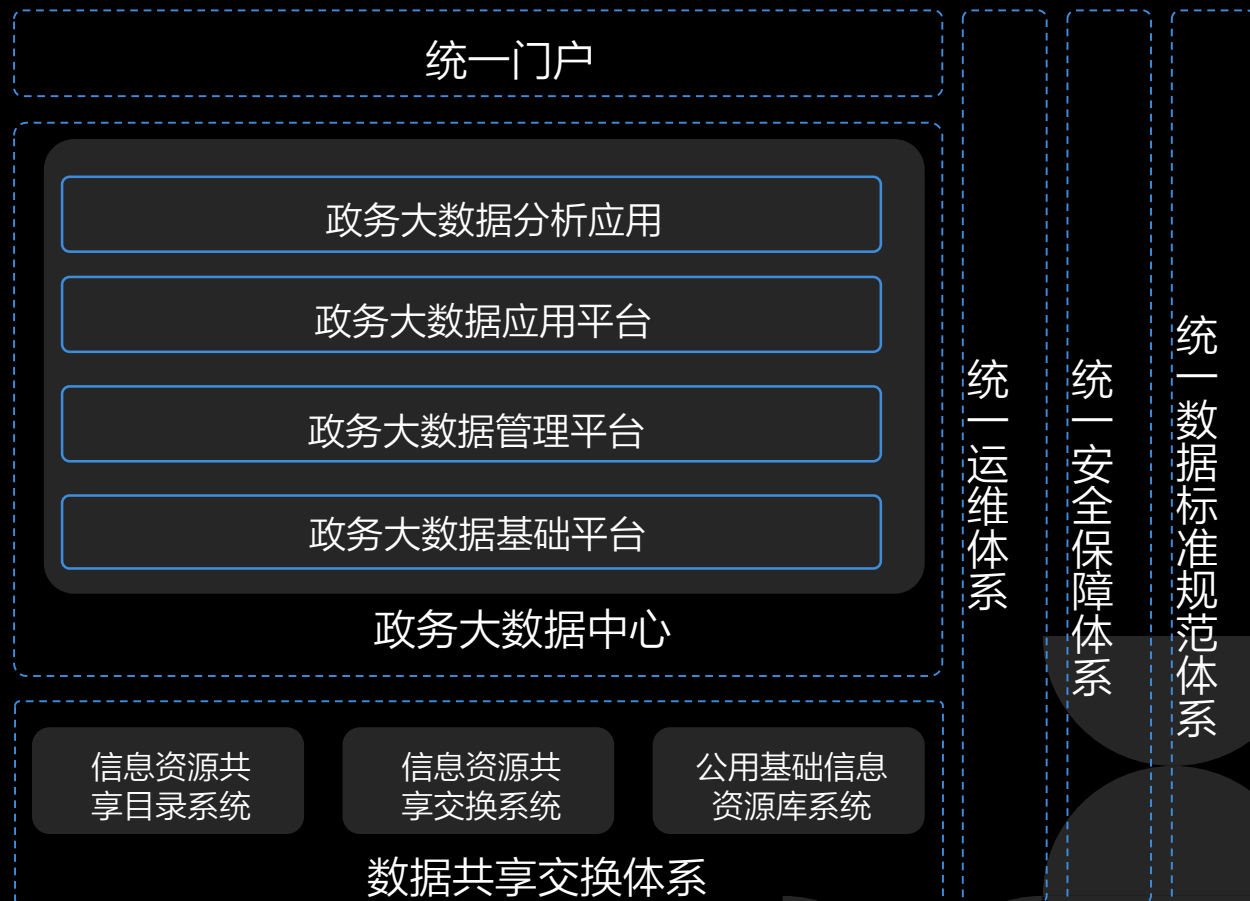 统一门户
政务大数据分析应用
政务大数据应用平台
政务大数据管理平台
政务大数据基础平台
政务大数据中心
信息资源共
享目录系统
信息资源共
享交换系统
公用基础信息
资源库系统
数据共享交换体系
统一运维体系
统一安全保障体系
统一数据标准规范体系